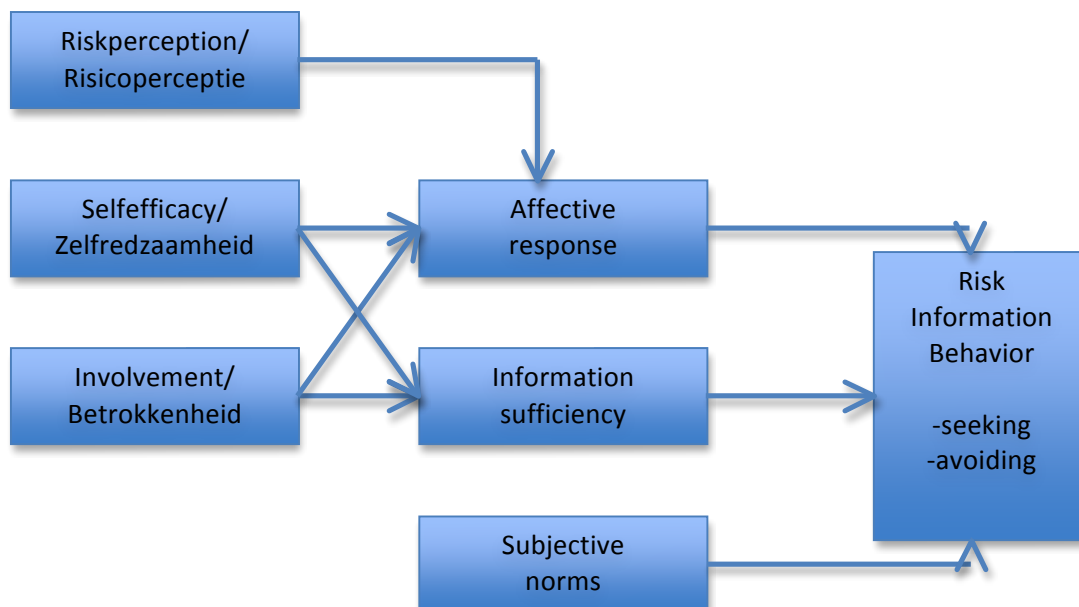 Riskperception/
Risicoperceptie
Selfefficacy/
Zelfredzaamheid
Affective
response
Risk
Information
Behavior
-seeking
-avoiding
Involvement/
Betrokkenheid
Information
sufficiency
Subjective
norms